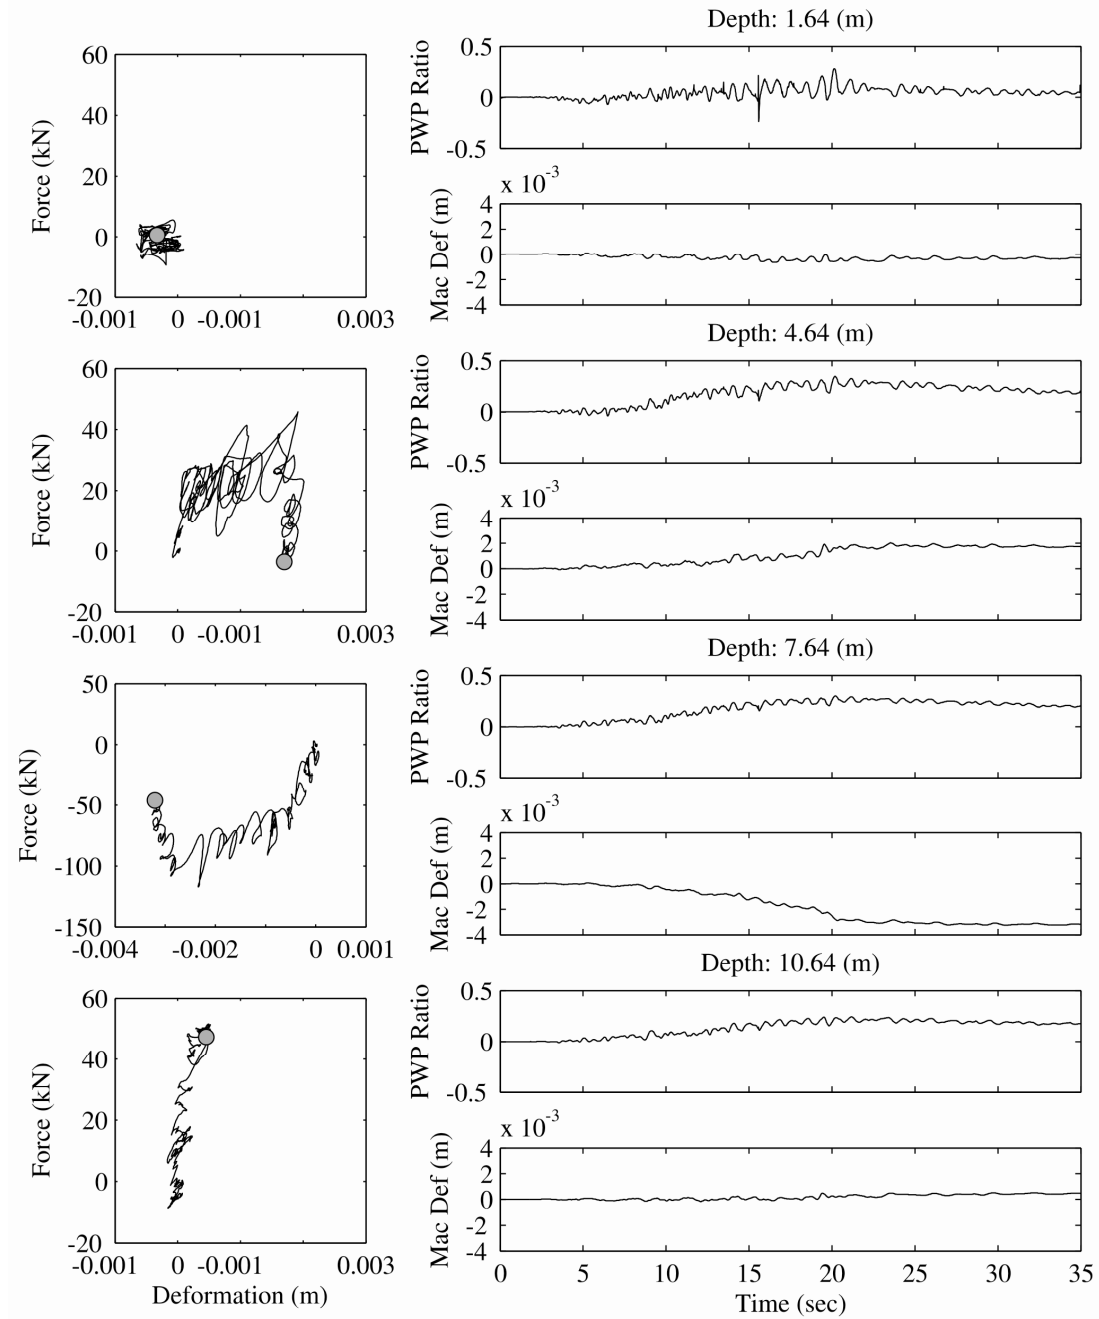 Depth: 1.64 (m)
Force (kN)
60
40
20
0
-20
-0.001 0 -0.001 0.003
PWP Ratio
0.5
0
-0.5
x 10-3
Mac Def (m)
4
2
0
-2
-4
Depth: 4.64 (m)
Force (kN)
60
40
20
0
-20
-0.001 0 -0.001 0.003
PWP Ratio
0.5
0
-0.5
x 10-3
Mac Def (m)
4
2
0
-2
-4
Depth: 7.64 (m)
Force (kN)
50
0
-50
-100
-150
-0.004 -0.002 0 0.001
PWP Ratio
0.5
0
-0.5
x 10-3
Mac Def (m)
4
2
0
-2
-4
Depth: 10.64 (m)
Force (kN)
60
40
20
0
-20
-0.001 0 -0.001 0.003
Deformation (m)
PWP Ratio
0.5
0
-0.5
x 10-3
Mac Def (m)
4
2
0
-2
-4
0 5 10 15 20 25 30 35
Time (sec)